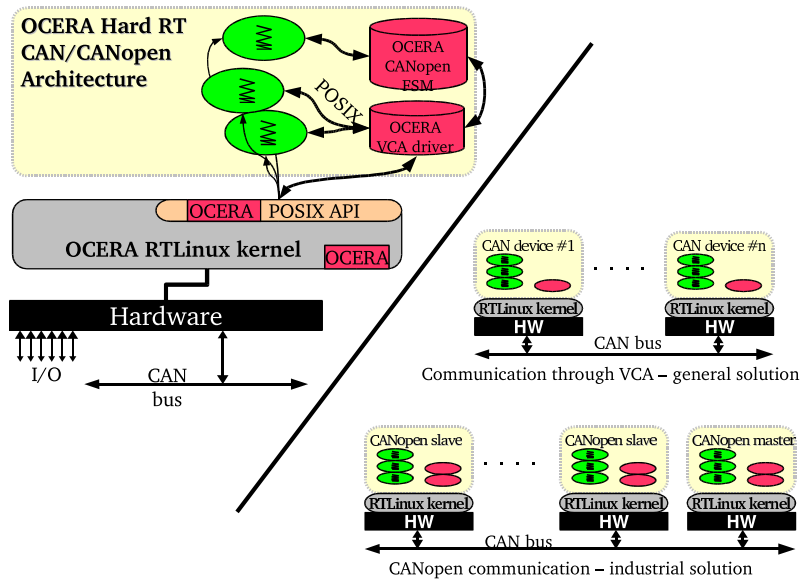 OCERA Hard RT
CAN/CANopen
Architecture
OCERA
CANopen
FSM
POSIX
OCERA
VCA driver
OCERA POSIX API
OCERA RTLinux kernel
OCERA
Hardware
I/O
CAN
bus
CAN device #1
. . . .
CAN device #n
RTLinux kernel
RTLinux kernel
HW
HW
CAN bus
Communication through VCA – general solution
CANopen slave
. . . .
CANopen slave
CANopen master
RTLinux kernel
RTLinux kernel
RTLinux kernel
HW
HW
HW
CAN bus
CANopen communication – industrial solution